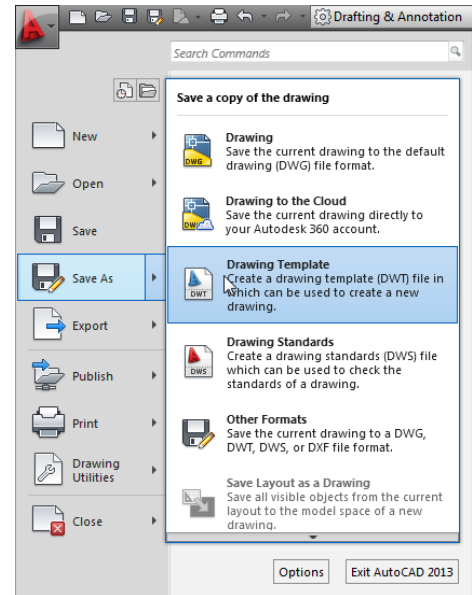 Drafting & Annotation
Search Commands
Save a copy of the drawing
New
Open
Save
Save As
Export
Publish
Print
Drawing
Utilities
Close
Drawing
Save the current drawing to the default
drawing (DWG) file format.
DWG
Drawing to the Cloud
Save the current drawing directly to
your Autodesk 360 account.
DW
Drawing Template
Create a drawing template (DWT) file in
which can be used to create a new
drawing.
DWT
Drawing Standards
Create a drawing standards (DWS) file
which can be used to check the
standards of a drawing.
DWS
Other Formats
Save the current drawing to a DWG,
DWT, DWS, or DXF file format.
Save Layout as a Drawing
Save all visible objects from the current
layout to the model space of a new
drawing.
Options
Exit AutoCAD 2013